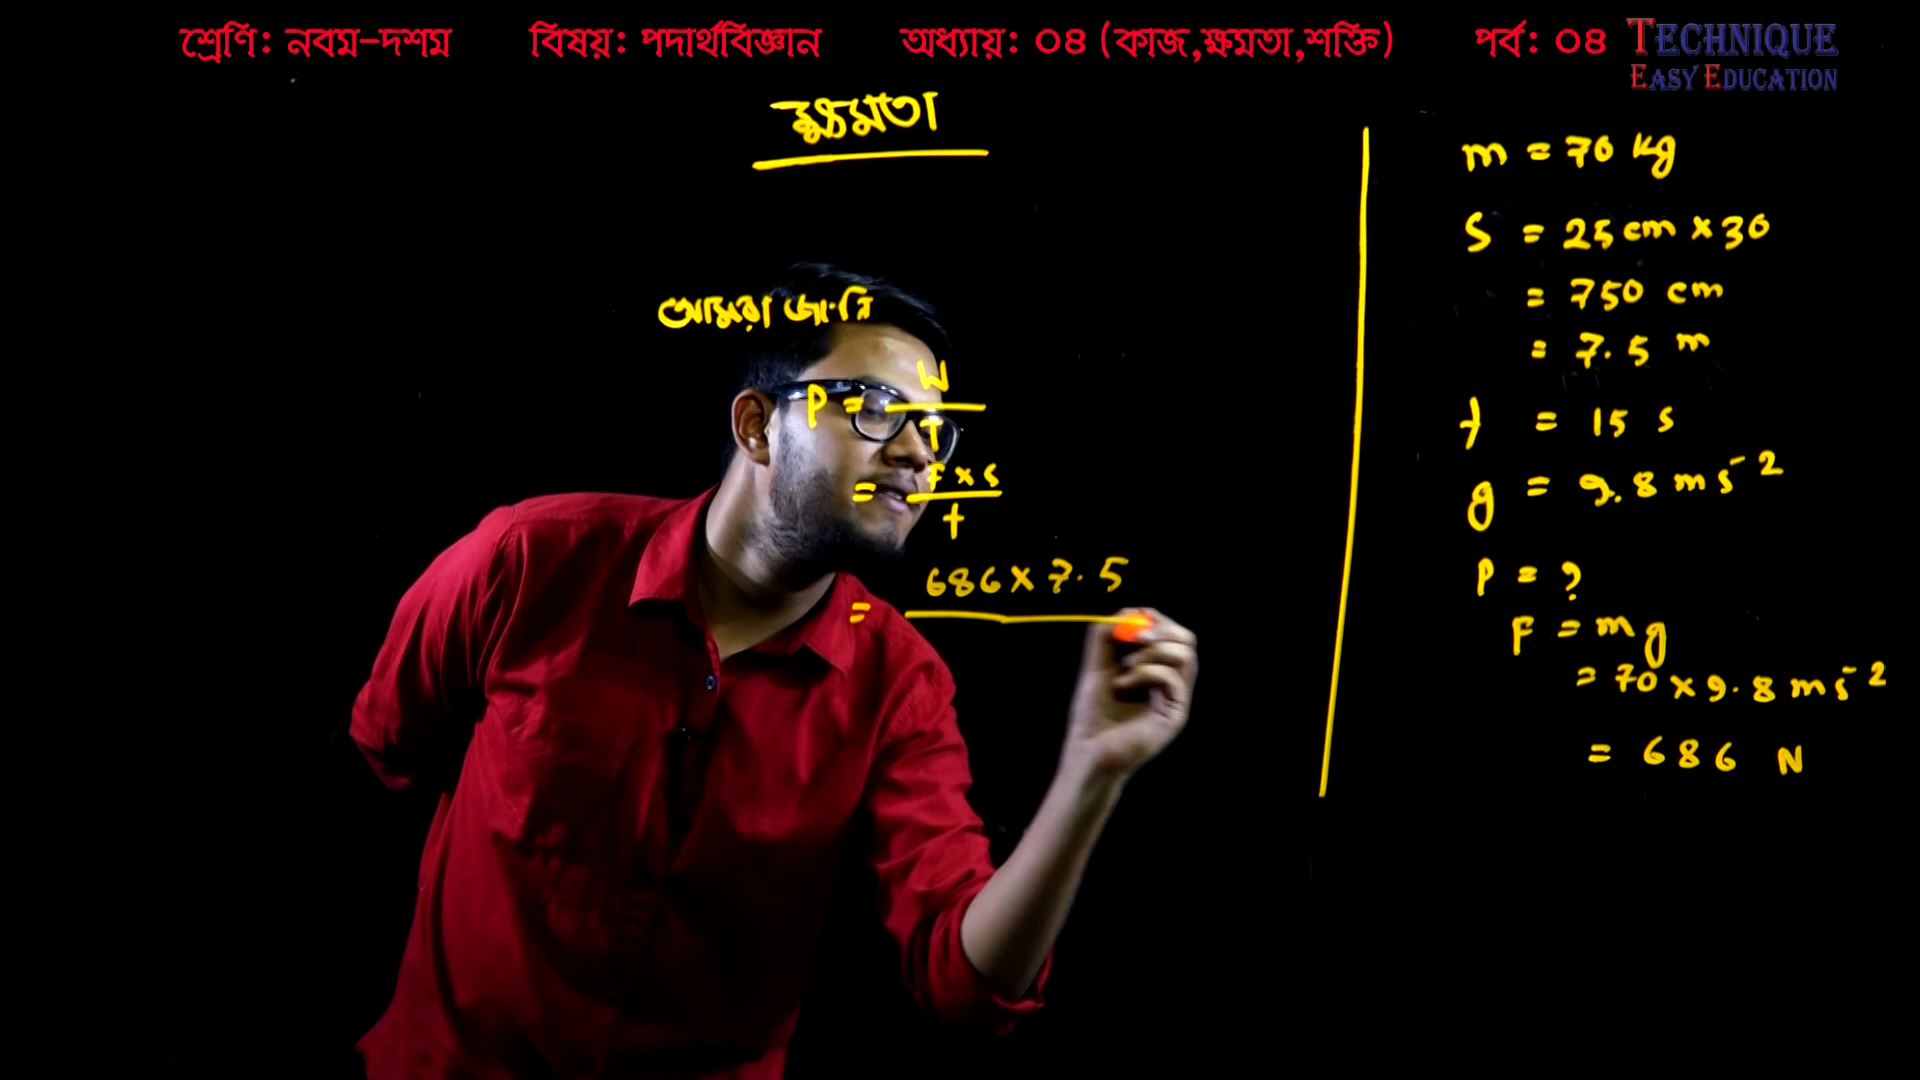 শ্রেণি: নবম-দশম বিষয়: পদার্থবিজ্ঞান অধ্যায়: ০৪ (কাজ,ক্ষমতা,শক্তি) পর্ব: ০৪
TECHNIQUE
EASY EDUCATION
ক্ষমতা
আমরা জানি
P = W
T
= F × s
t
= 686 × 7.5
m = 70 kg
S = 25 cm × 30
= 750 cm
= 7.5 m
t = 15 s
g = 9.8 ms⁻²
P = ?
F = mg
= 70 × 9.8 ms⁻²
= 686 N